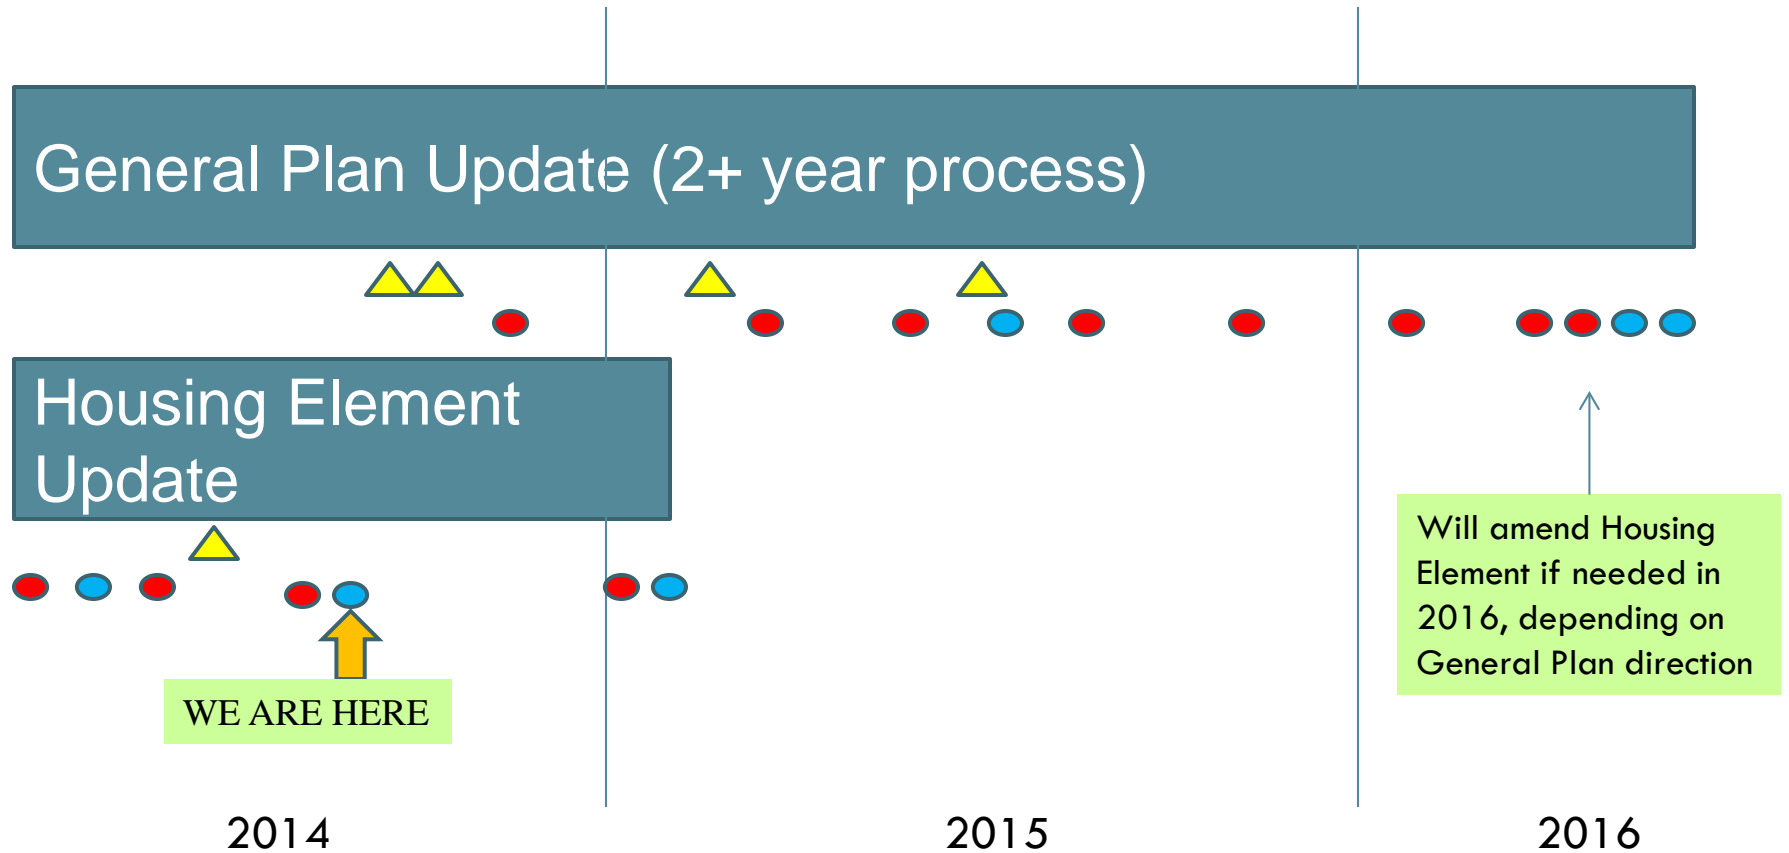 General Plan Update (2+ year process)
Housing Element
Update
Will amend Housing
Element if needed in
2016, depending on
General Plan direction
WE ARE HERE
2014
2015
2016